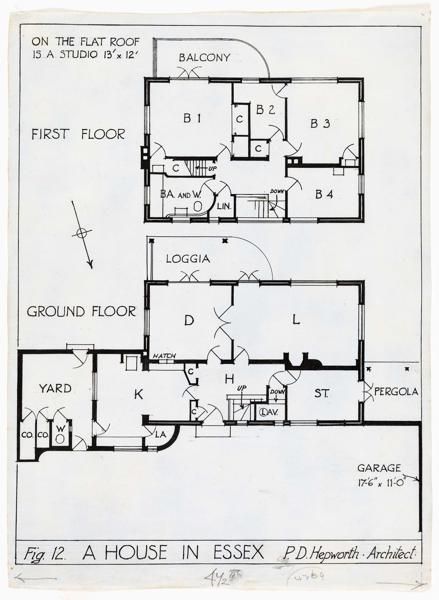 ON THE FLAT ROOF
IS A STUDIO 13' x 12'
BALCONY
FIRST FLOOR
B 1
B 2
B 3
C
C
C
UP
BA. AND W.
LIN.
DOWN
B 4
LOGGIA
GROUND FLOOR
D
L
HATCH
YARD
K
C
H
UP
DOWN
ST.
PERGOLA
C
LAV.
CO.
CO.
W
LA.
GARAGE
17'-6" x 11'-0"
Fig. 12. A HOUSE IN ESSEX P. D. Hepworth · Architect.
4½"